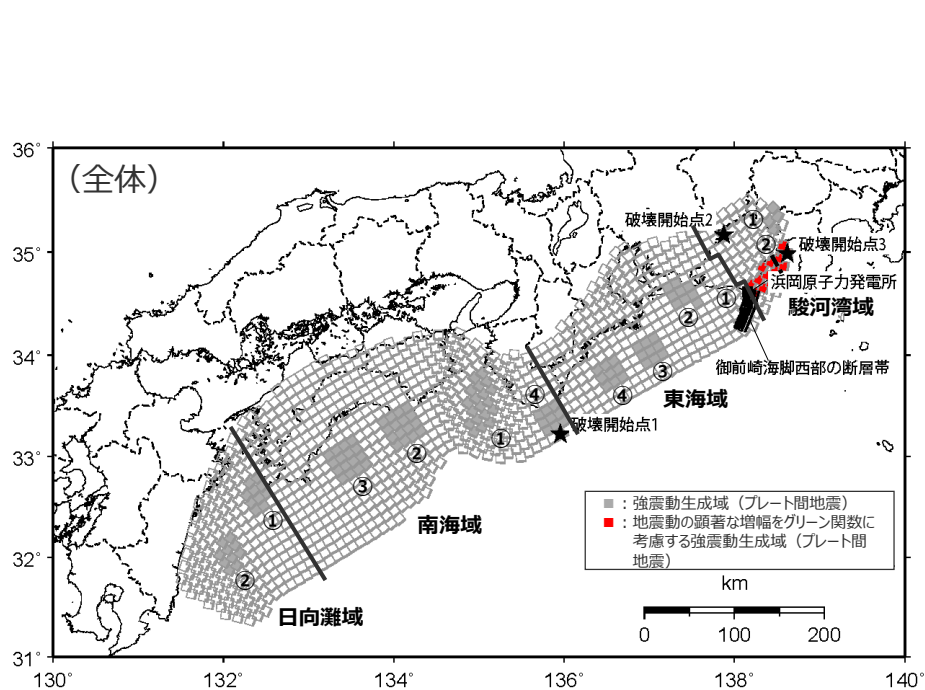 36°
(全体)
①
破壊開始点2
②
破壊開始点3
35°
浜岡原子力発電所
①
駿河湾域
②
34°
御前崎海脚西部の断層帯
③
④
④
東海域
破壊開始点1
①
②
33°
③
南海域
①
32°
②
日向灘域
31°
■：強震動生成域（プレート間地震）
■：地震動の顕著な増幅をグリーン関数に
考慮する強震動生成域（プレート間
地震）
km
0 100 200
130° 132° 134° 136° 138° 140°